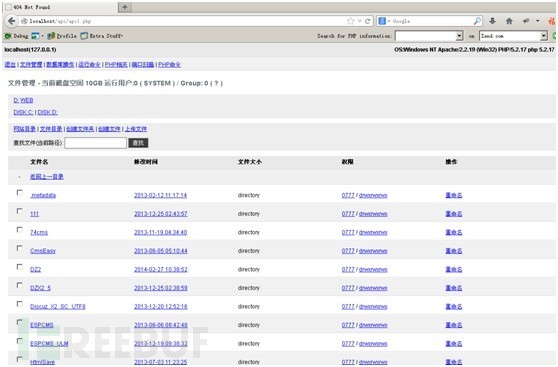 404 Not Found
localhost/api/api1.php
Google
Debug Profile Extra Stuff Search for PHP information: on Zend.com
localhost(127.0.0.1) OS:Windows NT Apache/2.2.19 (Win32) PHP/5.2.17 php 5.2.17
退出 | 文件管理 | 数据库操作 | 运行命令 | PHP相关 | 端口扫描 | PHP命令
文件管理 - 当前磁盘空间 10GB 运行用户:0 ( SYSTEM ) / Group: 0 ( ? )
D: WEB
DISK C: | DISK D:
网站目录 | 文件目录 | 创建文件夹 | 创建文件 | 上传文件
查找文件(当前路径): 查找
文件名 修改时间 文件大小 权限 操作
- 返回上一目录
.metadata 2013-02-12 11:17:14 directory 0777 / drwxrwxrwx 重命名
111 2013-12-25 02:43:57 directory 0777 / drwxrwxrwx 重命名
74cms 2013-11-19 04:34:40 directory 0777 / drwxrwxrwx 重命名
CmsEasy 2013-06-05 05:10:44 directory 0777 / drwxrwxrwx 重命名
DZ2 2014-02-27 10:38:52 directory 0777 / drwxrwxrwx 重命名
DZX2_5 2013-12-25 02:38:59 directory 0777 / drwxrwxrwx 重命名
Discuz_X2_SC_UTF8 2013-12-20 12:52:16 directory 0777 / drwxrwxrwx 重命名
ESPCMS 2013-06-06 08:42:48 directory 0777 / drwxrwxrwx 重命名
ESPCMS_ULM 2013-12-19 09:38:32 directory 0777 / drwxrwxrwx 重命名
HtmlSave 2013-07-03 11:23:25 directory 0777 / drwxrwxrwx 重命名
FREEBUF